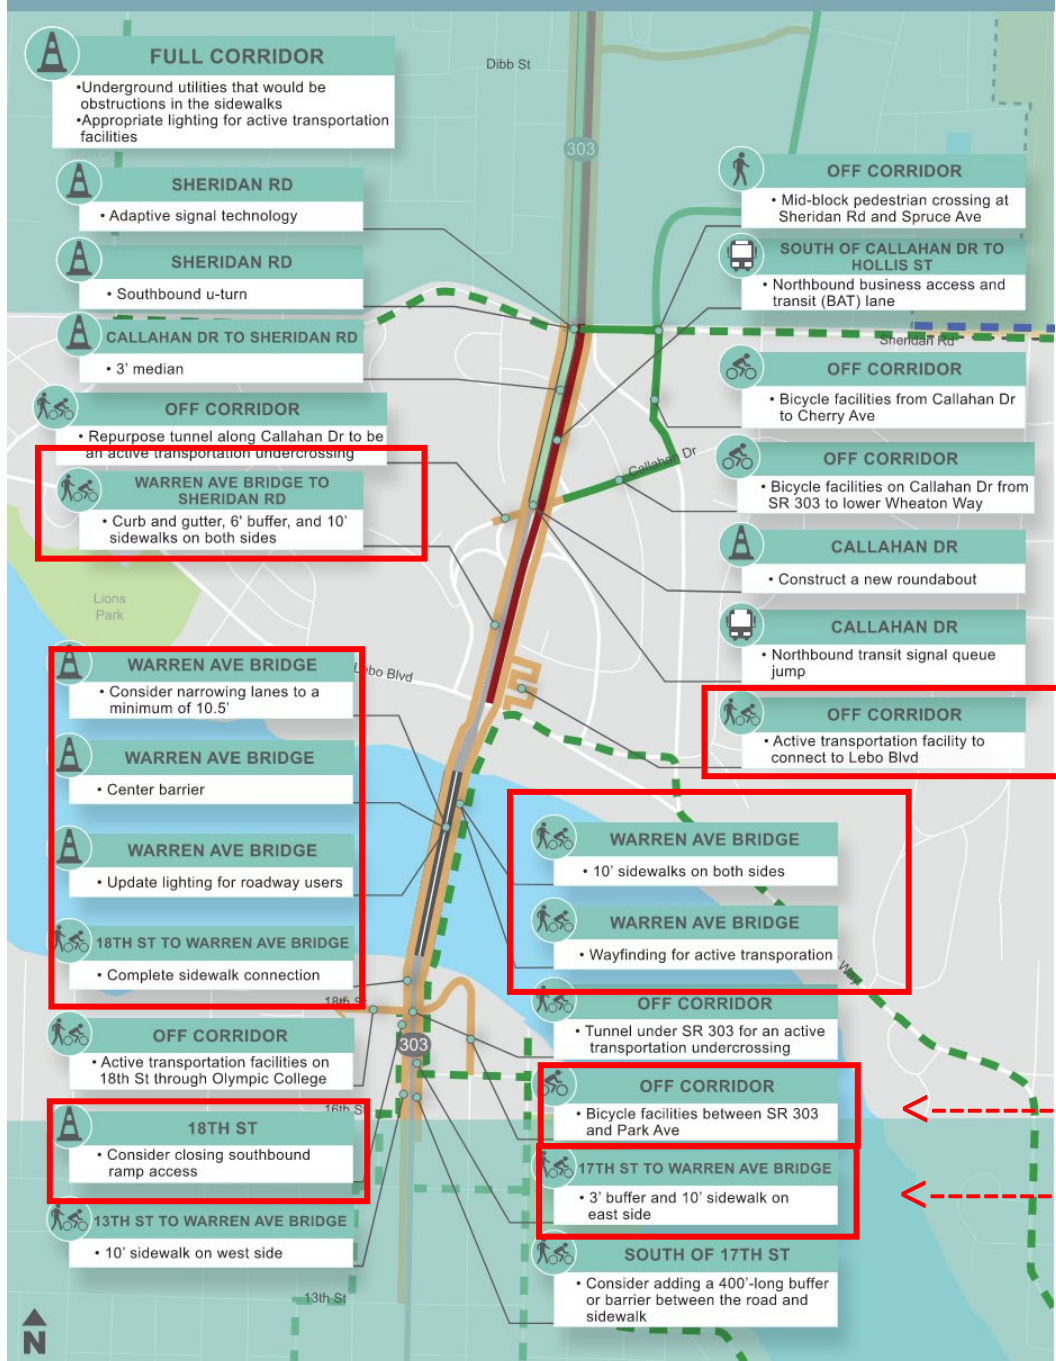 FULL CORRIDOR
•Underground utilities that would be
obstructions in the sidewalks
•Appropriate lighting for active transportation
facilities
SHERIDAN RD
• Adaptive signal technology
SHERIDAN RD
• Southbound u-turn
CALLAHAN DR TO SHERIDAN RD
• 3' median
OFF CORRIDOR
• Repurpose tunnel along Callahan Dr to be
an active transportation undercrossing
WARREN AVE BRIDGE TO
SHERIDAN RD
• Curb and gutter, 6' buffer, and 10'
sidewalks on both sides
Lions
Park
WARREN AVE BRIDGE
• Consider narrowing lanes to a
minimum of 10.5'
WARREN AVE BRIDGE
• Center barrier
WARREN AVE BRIDGE
• Update lighting for roadway users
18TH ST TO WARREN AVE BRIDGE
• Complete sidewalk connection
18th St
OFF CORRIDOR
• Active transportation facilities on
18th St through Olympic College
16th St
18TH ST
• Consider closing southbound
ramp access
13TH ST TO WARREN AVE BRIDGE
• 10' sidewalk on west side
13th St
N
Dibb St
303
Sheridan Rd
Callahan Dr
Lebo Blvd
303
Way
OFF CORRIDOR
• Mid-block pedestrian crossing at
Sheridan Rd and Spruce Ave
SOUTH OF CALLAHAN DR TO
HOLLIS ST
• Northbound business access and
transit (BAT) lane
OFF CORRIDOR
• Bicycle facilities from Callahan Dr
to Cherry Ave
OFF CORRIDOR
• Bicycle facilities on Callahan Dr from
SR 303 to lower Wheaton Way
CALLAHAN DR
• Construct a new roundabout
CALLAHAN DR
• Northbound transit signal queue
jump
OFF CORRIDOR
• Active transportation facility to
connect to Lebo Blvd
WARREN AVE BRIDGE
• 10' sidewalks on both sides
WARREN AVE BRIDGE
• Wayfinding for active transporation
OFF CORRIDOR
• Tunnel under SR 303 for an active
transportation undercrossing
OFF CORRIDOR
• Bicycle facilities between SR 303
and Park Ave
17TH ST TO WARREN AVE BRIDGE
• 3' buffer and 10' sidewalk on
east side
SOUTH OF 17TH ST
• Consider adding a 400'-long buffer
or barrier between the road and
sidewalk